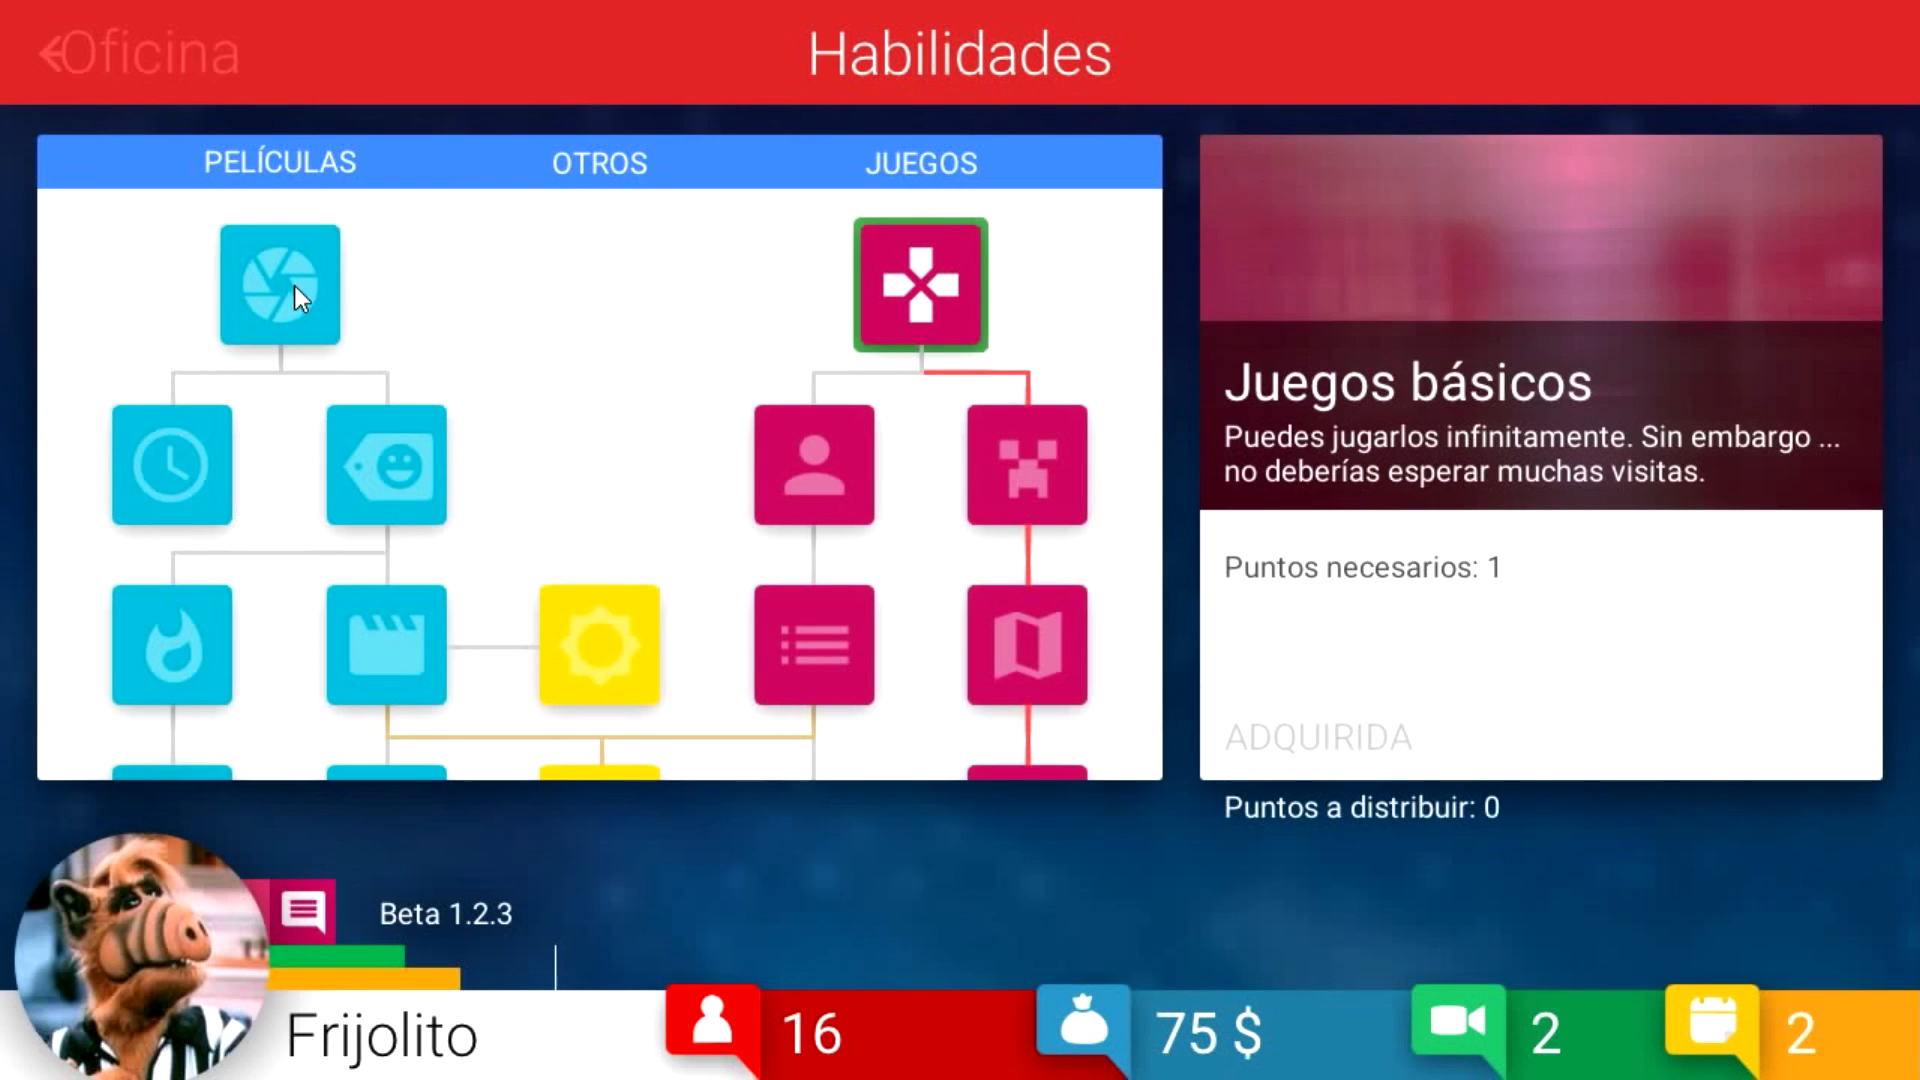 Oficina
Habilidades
PELÍCULAS
OTROS
JUEGOS
Juegos básicos
Puedes jugarlos infinitamente. Sin embargo ...
no deberías esperar muchas visitas.
Puntos necesarios: 1
ADQUIRIDA
Puntos a distribuir: 0
Beta 1.2.3
Frijolito
16
75 $
2
2